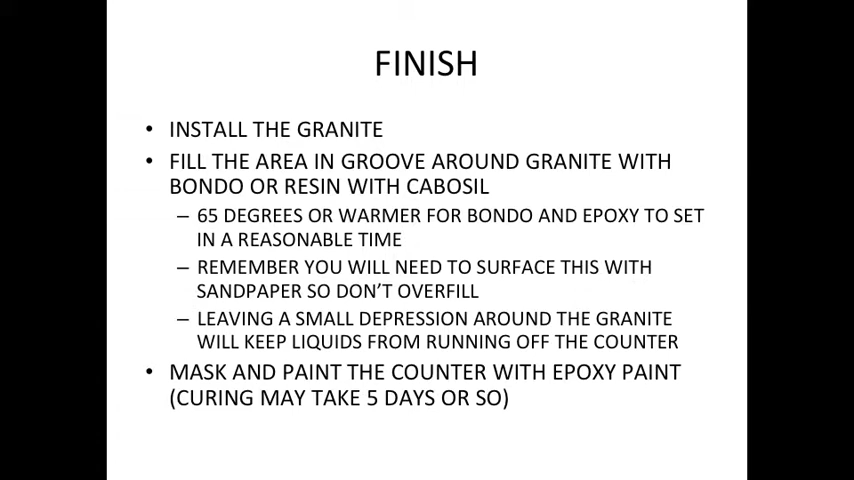 FINISH
• INSTALL THE GRANITE
• FILL THE AREA IN GROOVE AROUND GRANITE WITH
BONDO OR RESIN WITH CABOSIL
– 65 DEGREES OR WARMER FOR BONDO AND EPOXY TO SET
IN A REASONABLE TIME
– REMEMBER YOU WILL NEED TO SURFACE THIS WITH
SANDPAPER SO DON'T OVERFILL
– LEAVING A SMALL DEPRESSION AROUND THE GRANITE
WILL KEEP LIQUIDS FROM RUNNING OFF THE COUNTER
• MASK AND PAINT THE COUNTER WITH EPOXY PAINT
(CURING MAY TAKE 5 DAYS OR SO)